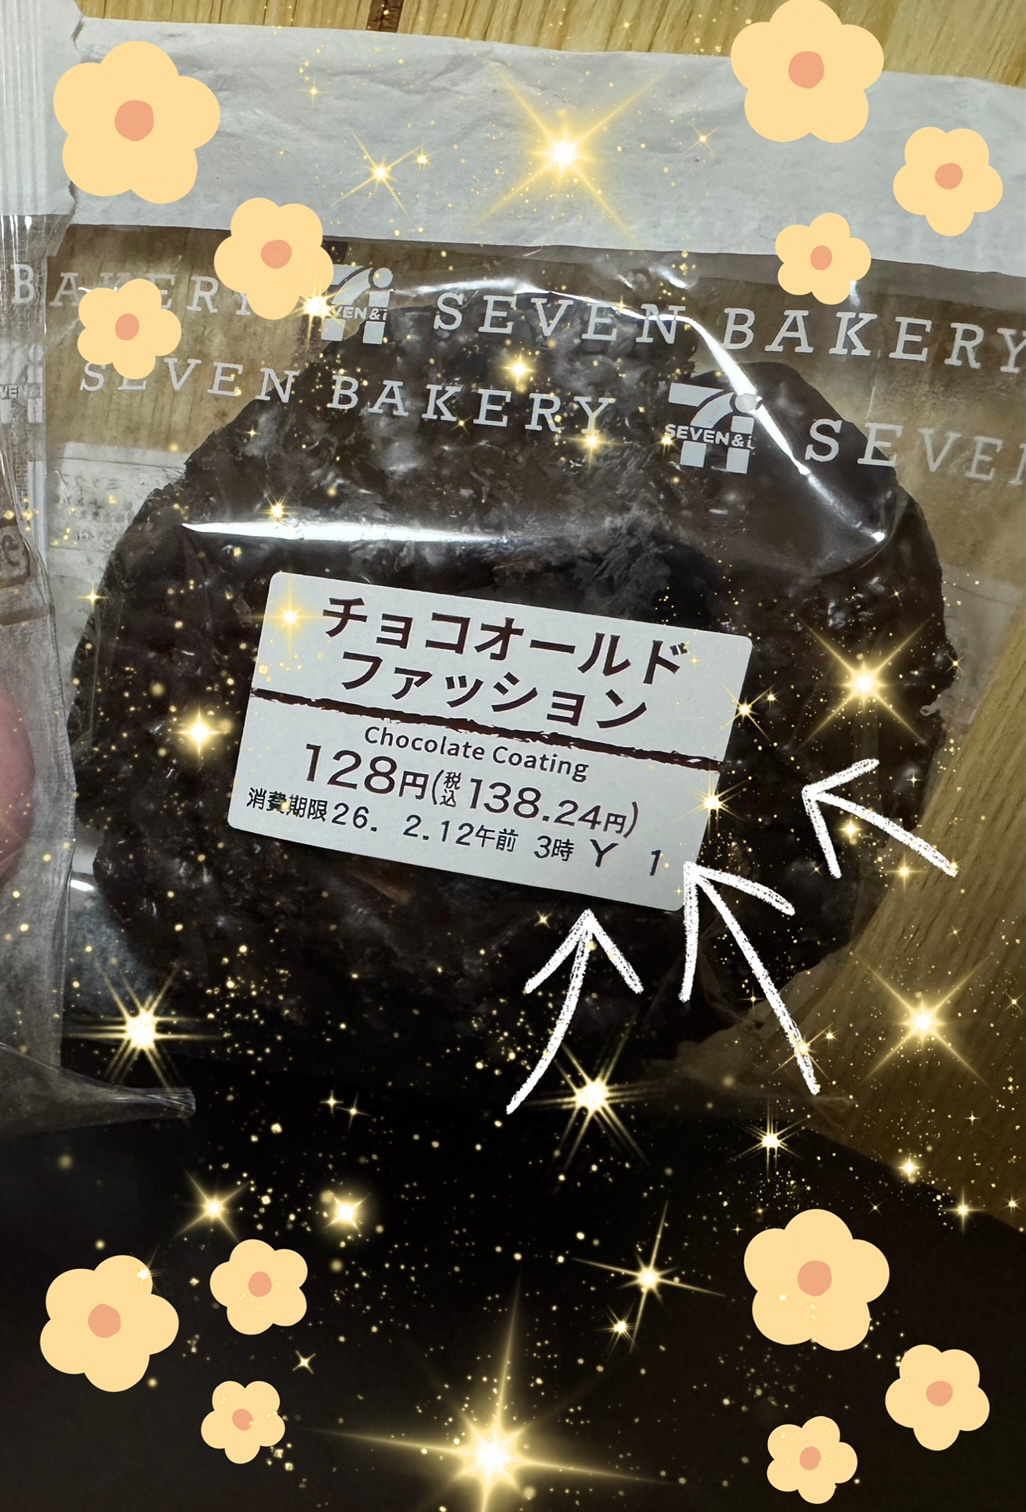 BAKERY SEVEN&i SEVEN BAKERY
SEVEN BAKERY SEVEN&i SEVEN
チョコオールド
ファッション
Chocolate Coating
128円(税込138.24円)
消費期限26. 2.12午前 3時 Y 1